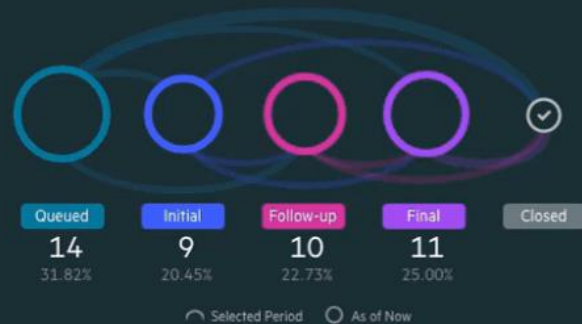 Queued Initial Follow-up Final Closed
14 9 10 11
31.82% 20.45% 22.73% 25.00%
Selected Period As of Now